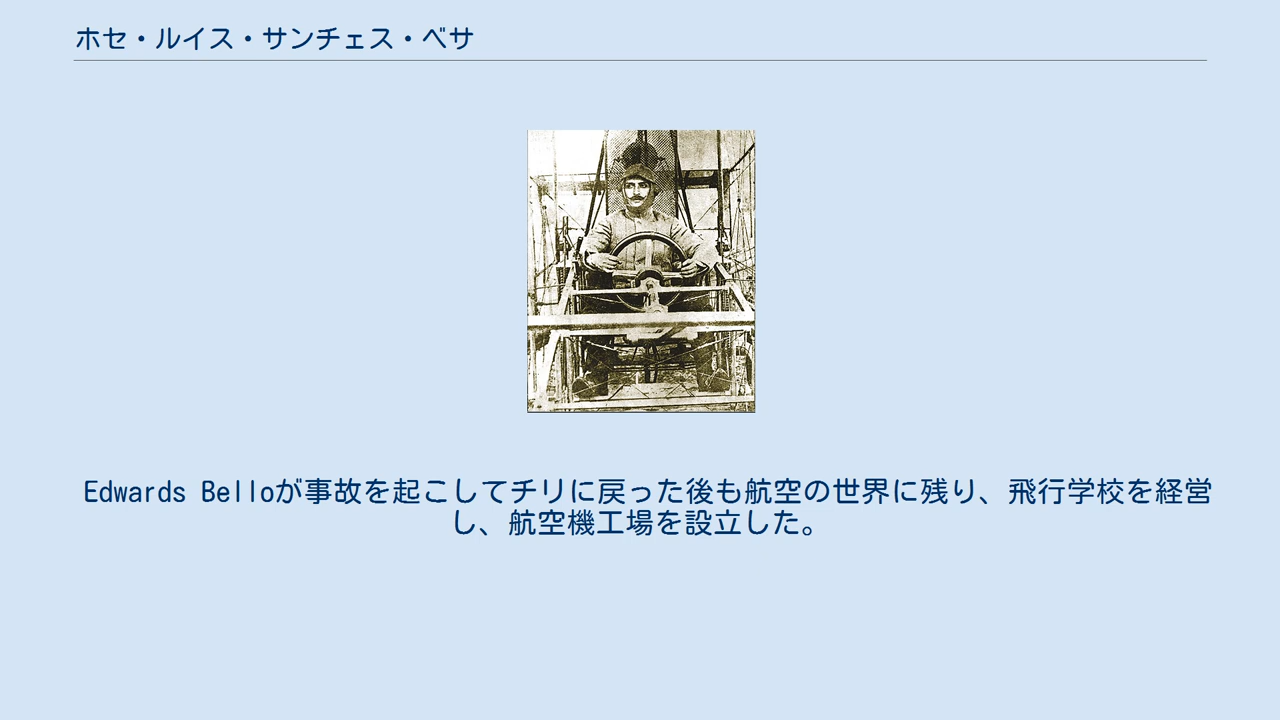 ホセ・ルイス・サンチェス・ベサ
Edwards Belloが事故を起こしてチリに戻った後も航空の世界に残り、飛行学校を経営
し、航空機工場を設立した。